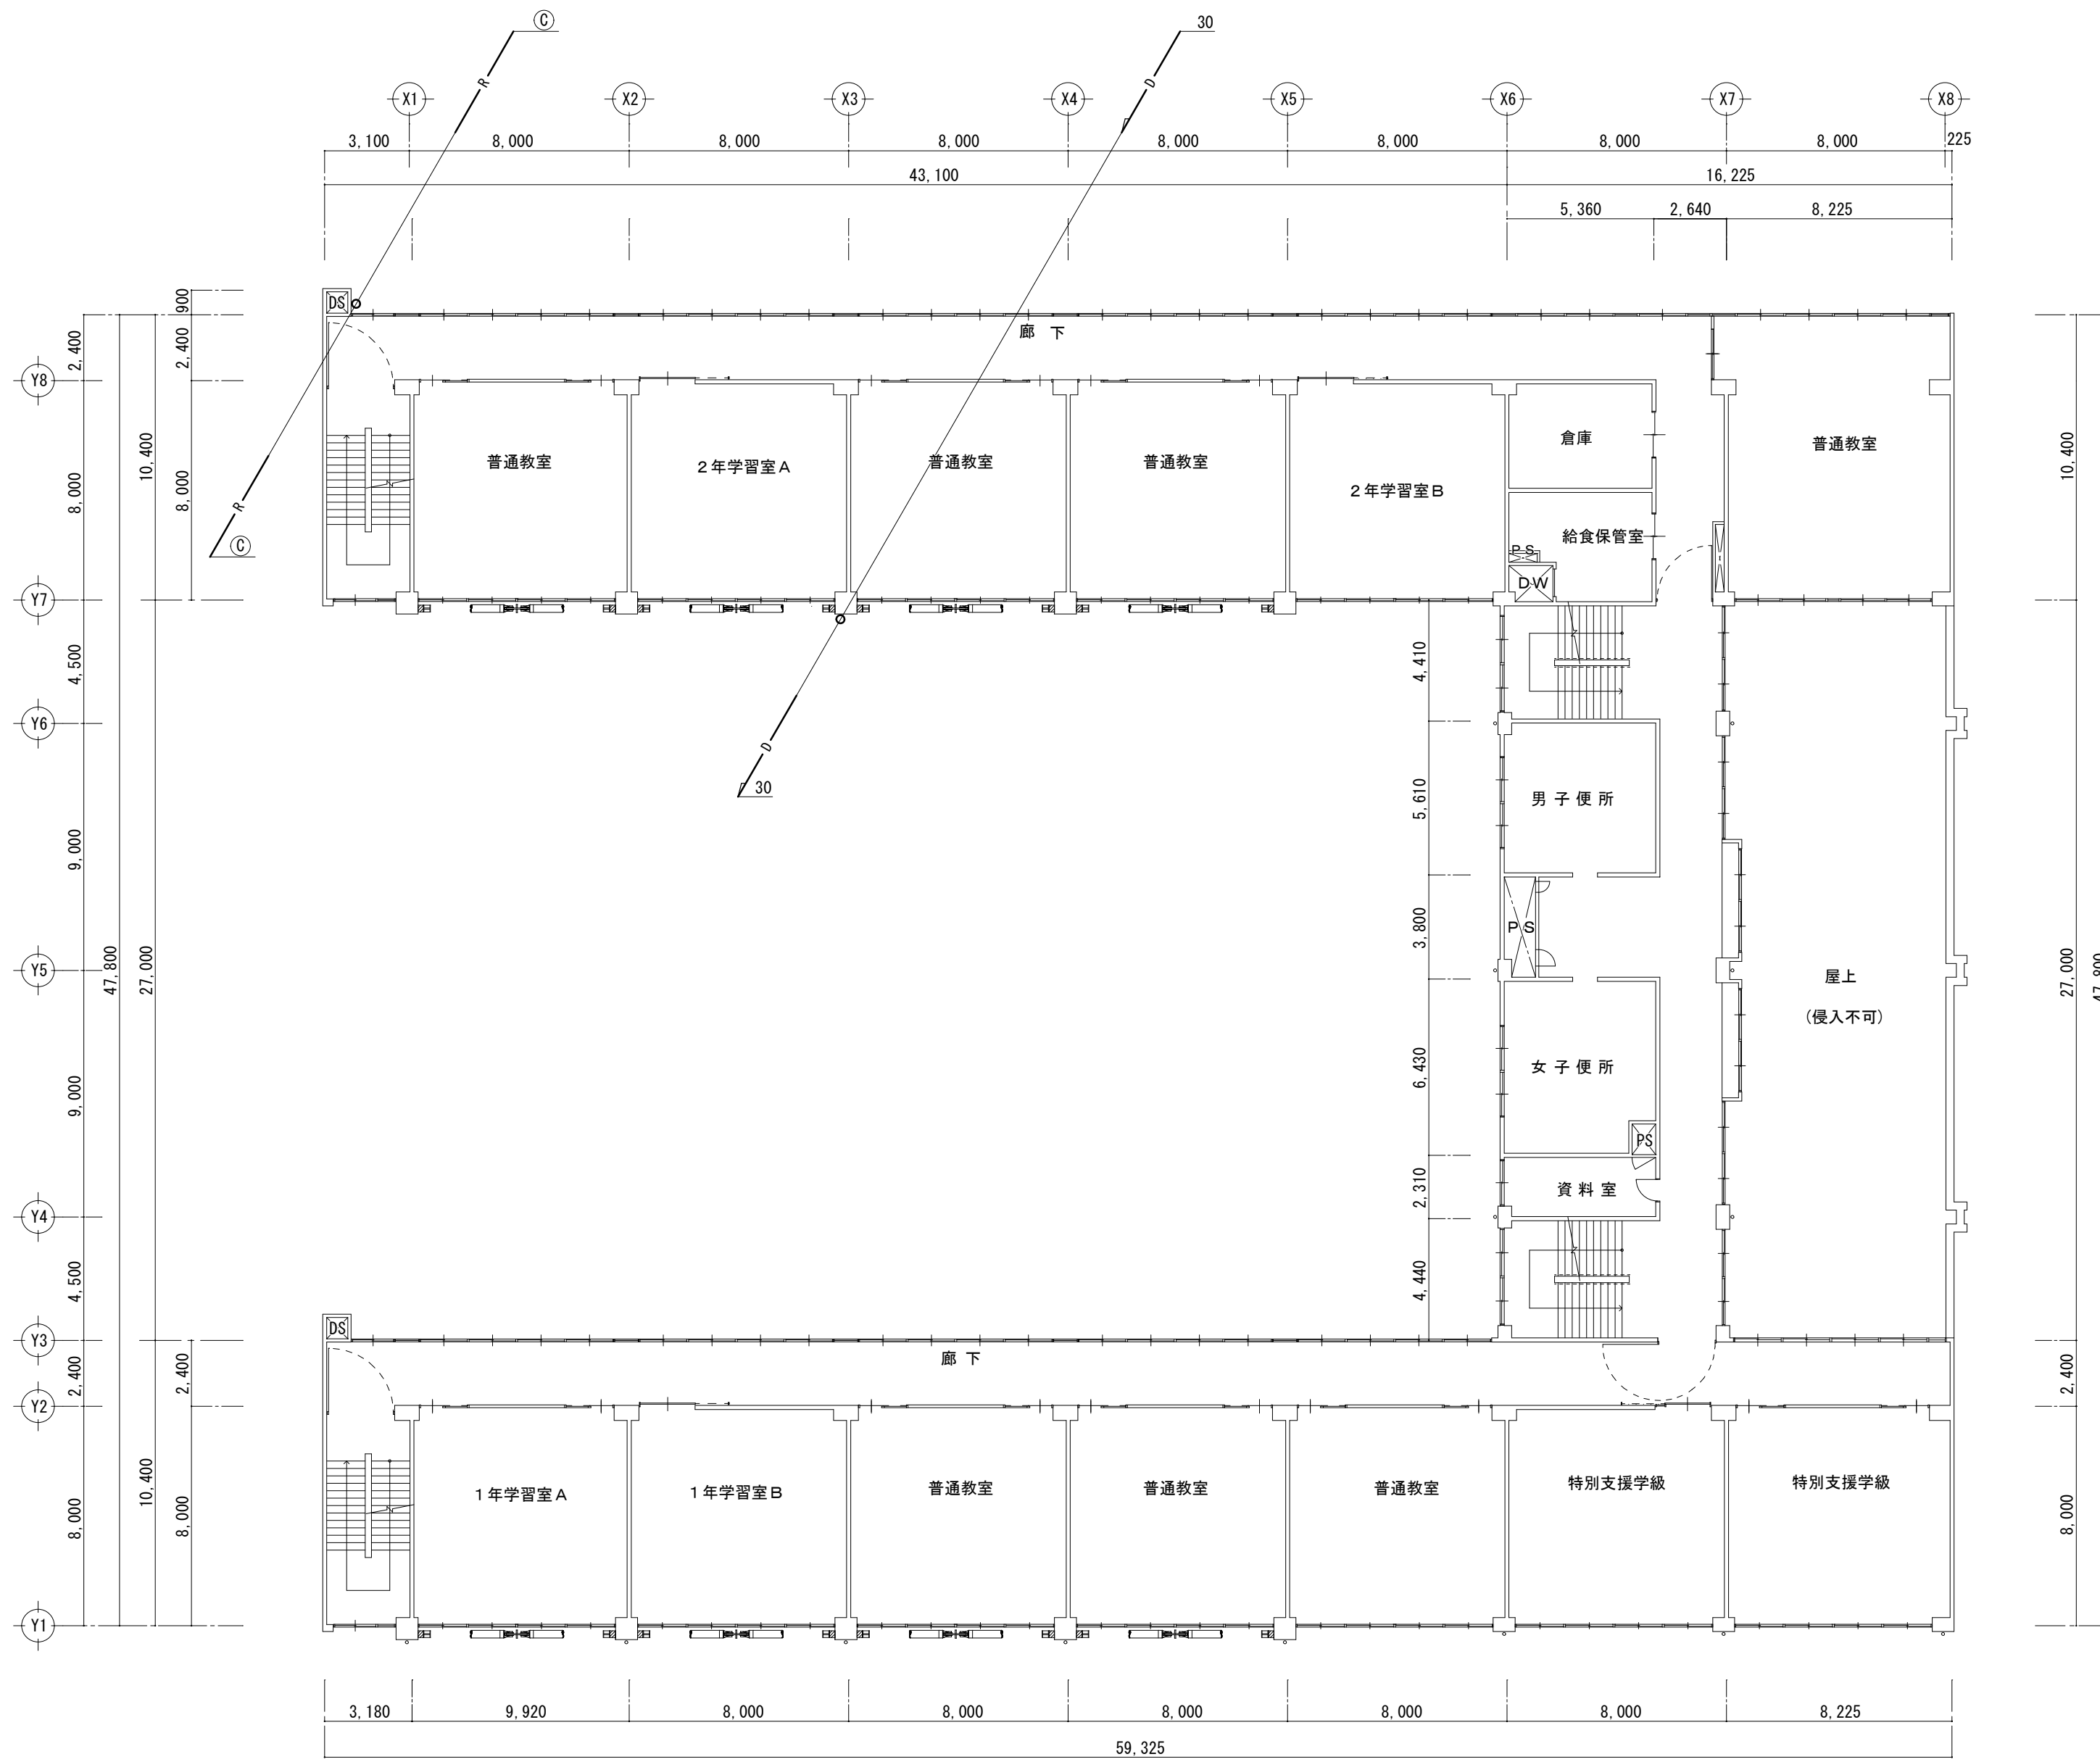 Ⓒ
30
R
D
X1 X2 X3 X4 X5 X6 X7 X8
3,100 8,000 8,000 8,000 8,000 8,000 8,000 8,000 225
43,100 16,225
5,360 2,640 8,225
900
DS
廊 下
2,400 2,400
Y8
8,000 10,400 8,000 10,400
普通教室 2年学習室A 普通教室 普通教室 2年学習室B 倉庫 普通教室
R
Ⓒ
給食保管室
PS
DW
Y7
4,500 4,410
Y6
D
30
9,000 5,610
男子便所
PS
3,800
Y5
47,800 27,000 27,000 47,800
屋上
(侵入不可)
9,000 6,430
女子便所
PS
2,310
資料室
Y4
4,500 4,440
DS
Y3
廊下
2,400 2,400 2,400
Y2
8,000 10,400 8,000 8,000
1年学習室A 1年学習室B 普通教室 普通教室 普通教室 特別支援学級 特別支援学級
Y1
3,180 9,920 8,000 8,000 8,000 8,000 8,000 8,225
59,325